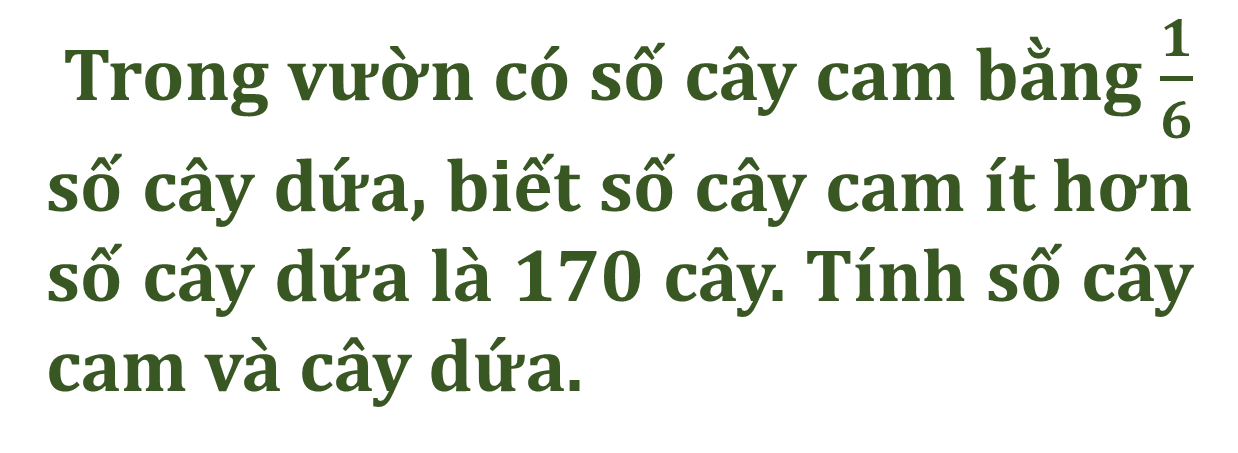 Trong vườn có số cây cam bằng 1/6
số cây dứa, biết số cây cam ít hơn
số cây dứa là 170 cây. Tính số cây
cam và cây dứa.